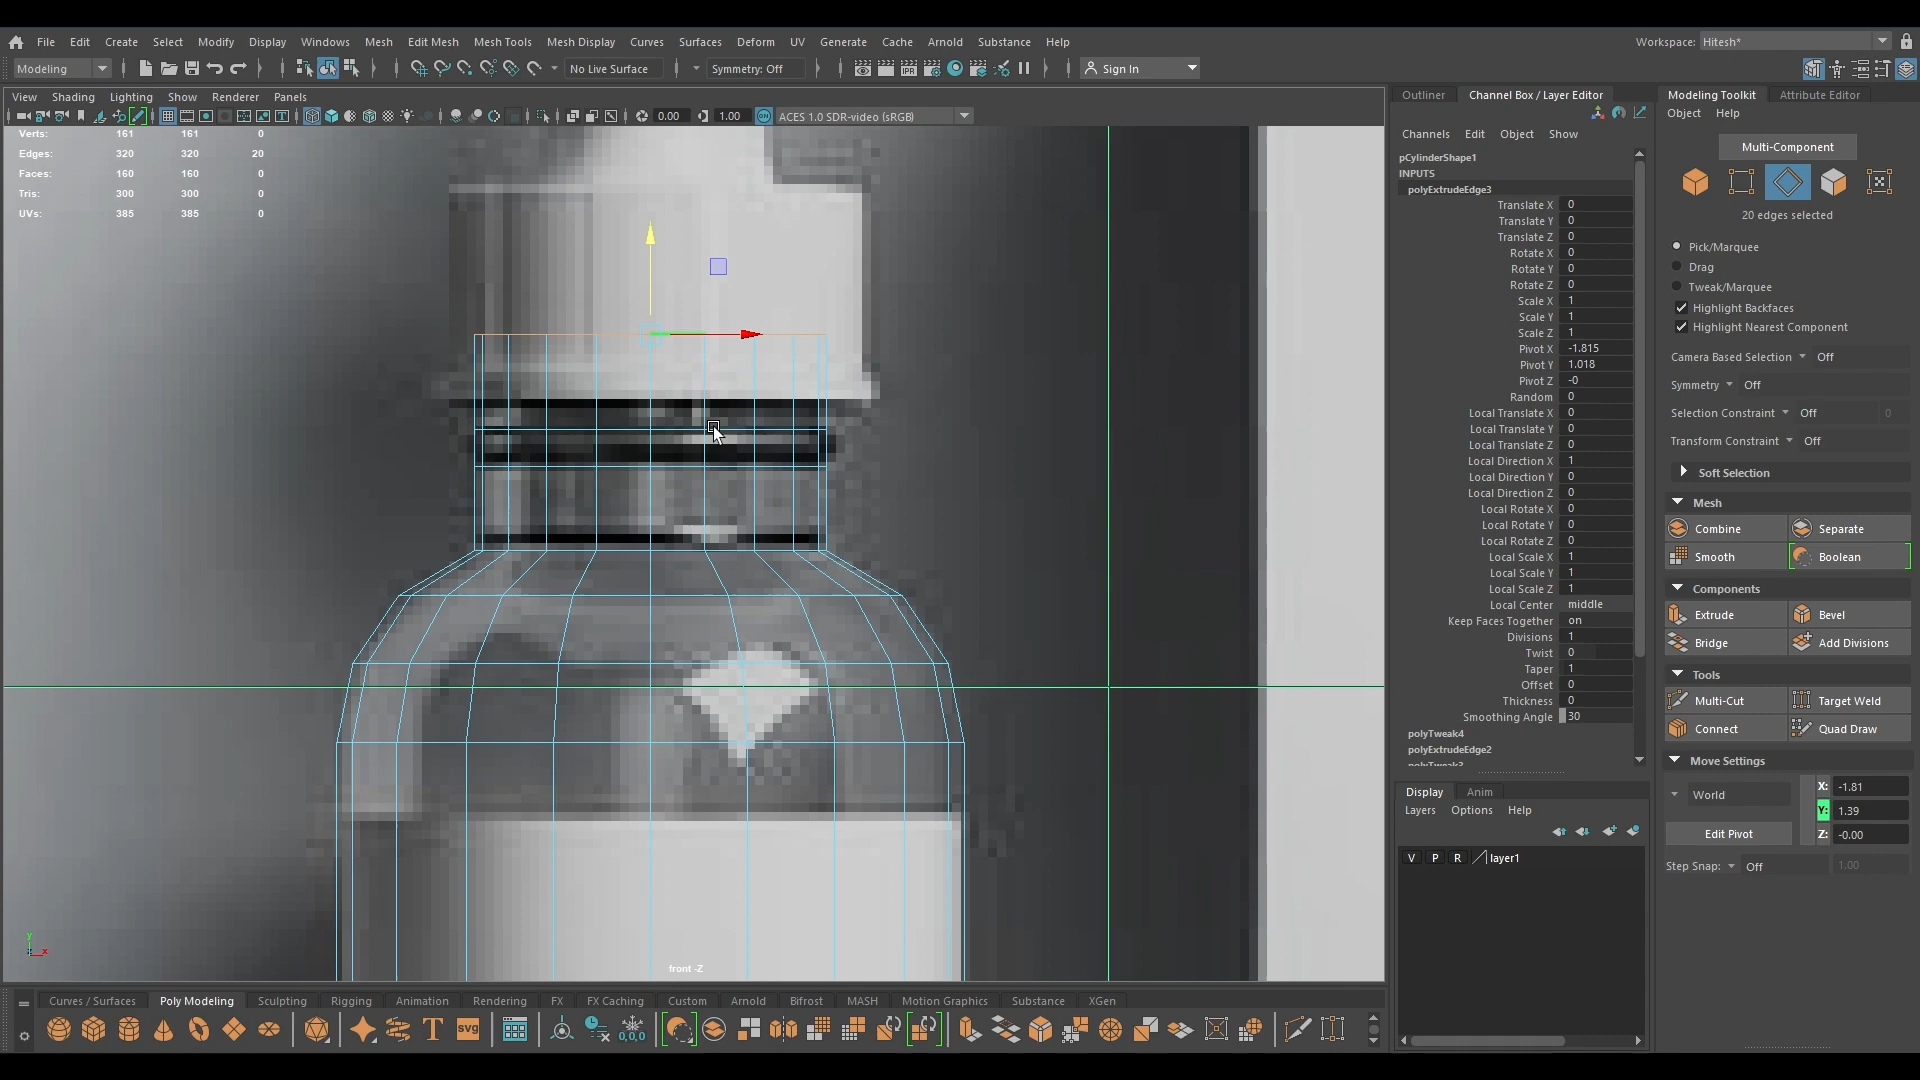 File Edit Create Select Modify Display Windows Mesh Edit Mesh Mesh Tools Mesh Display Curves Surfaces Deform UV Generate Cache Arnold Substance Help Workspace: Hitesh*
Modeling No Live Surface Symmetry: Off IPR Sign In
View Shading Lighting Show Renderer Panels
0.00 1.00 ON ACES 1.0 SDR-video (sRGB)
Verts: 161 161 0
Edges: 320 320 20
Faces: 160 160 0
Tris: 300 300 0
UVs: 385 385 0
y
x
front -Z
Outliner Channel Box / Layer Editor
Channels Edit Object Show
pCylinderShape1
INPUTS
polyExtrudeEdge3
Translate X 0
Translate Y 0
Translate Z 0
Rotate X 0
Rotate Y 0
Rotate Z 0
Scale X 1
Scale Y 1
Scale Z 1
Pivot X -1.815
Pivot Y 1.018
Pivot Z -0
Random 0
Local Translate X 0
Local Translate Y 0
Local Translate Z 0
Local Direction X 1
Local Direction Y 0
Local Direction Z 0
Local Rotate X 0
Local Rotate Y 0
Local Rotate Z 0
Local Scale X 1
Local Scale Y 1
Local Scale Z 1
Local Center middle
Keep Faces Together on
Divisions 1
Twist 0
Taper 1
Offset 0
Thickness 0
Smoothing Angle 30
polyTweak4
polyExtrudeEdge2
Display Anim
Layers Options Help
V P R layer1
Modeling Toolkit Attribute Editor
Object Help
Multi-Component
20 edges selected
Pick/Marquee
Drag
Tweak/Marquee
Highlight Backfaces
Highlight Nearest Component
Camera Based Selection Off
Symmetry Off
Selection Constraint Off 0
Transform Constraint Off
Soft Selection
Mesh
Combine Separate
Smooth Boolean
Components
Extrude Bevel
Bridge Add Divisions
Tools
Multi-Cut Target Weld
Connect Quad Draw
Move Settings
World X: -1.81
Y: 1.39
Edit Pivot Z: -0.00
Step Snap: Off 1.00
Curves / Surfaces Poly Modeling Sculpting Rigging Animation Rendering FX FX Caching Custom Arnold Bifrost MASH Motion Graphics Substance XGen
T svg 0,0,0